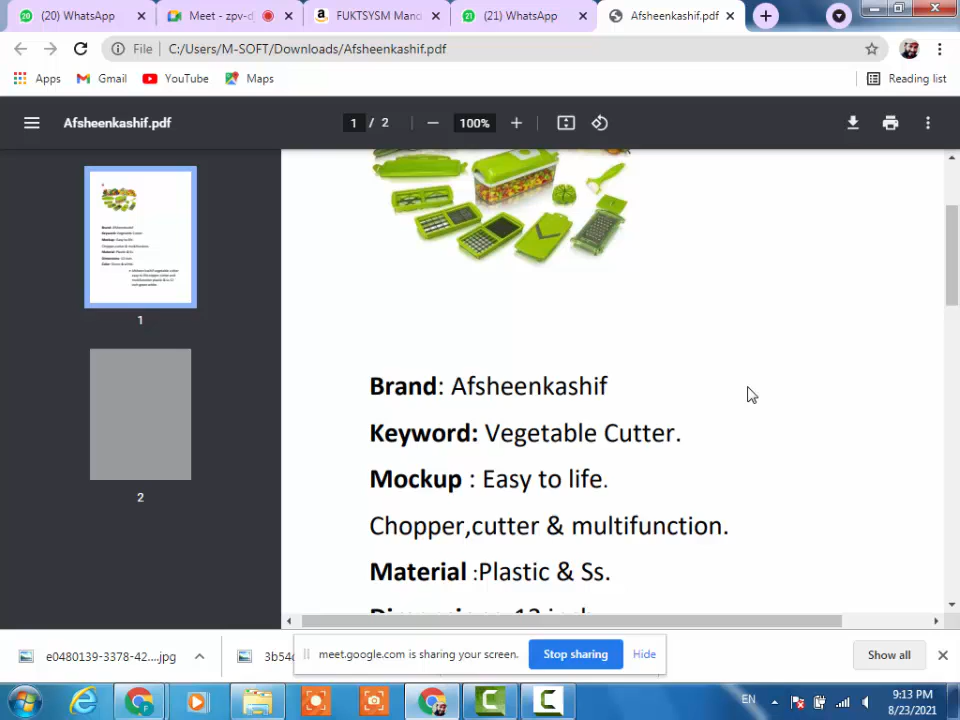 (20) WhatsApp
Meet - zpv-d
FUKTSYSM Mand
(21) WhatsApp
Afsheenkashif.pdf
File
C:/Users/M-SOFT/Downloads/Afsheenkashif.pdf
Apps
Gmail
YouTube
Maps
Reading list
Afsheenkashif.pdf
1 / 2
100%
Brand: Afsheenkashif
Keyword: Vegetable Cutter.
Mockup : Easy to life.
Chopper,cutter & multifunction.
Material :Plastic & Ss.
1
2
e0480139-3378-42....jpg
meet.google.com is sharing your screen.
Stop sharing
Hide
Show all
EN
9:13 PM
8/23/2021